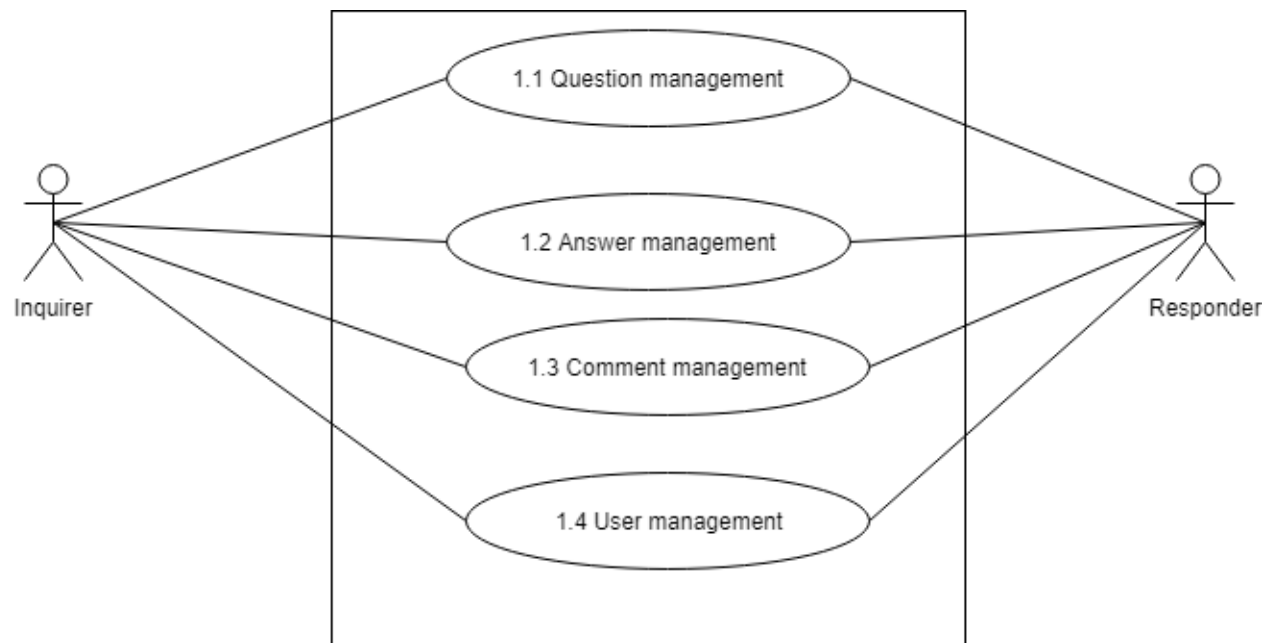 1.1 Question management
1.2 Answer management
Inquirer
Responder
1.3 Comment management
1.4 User management